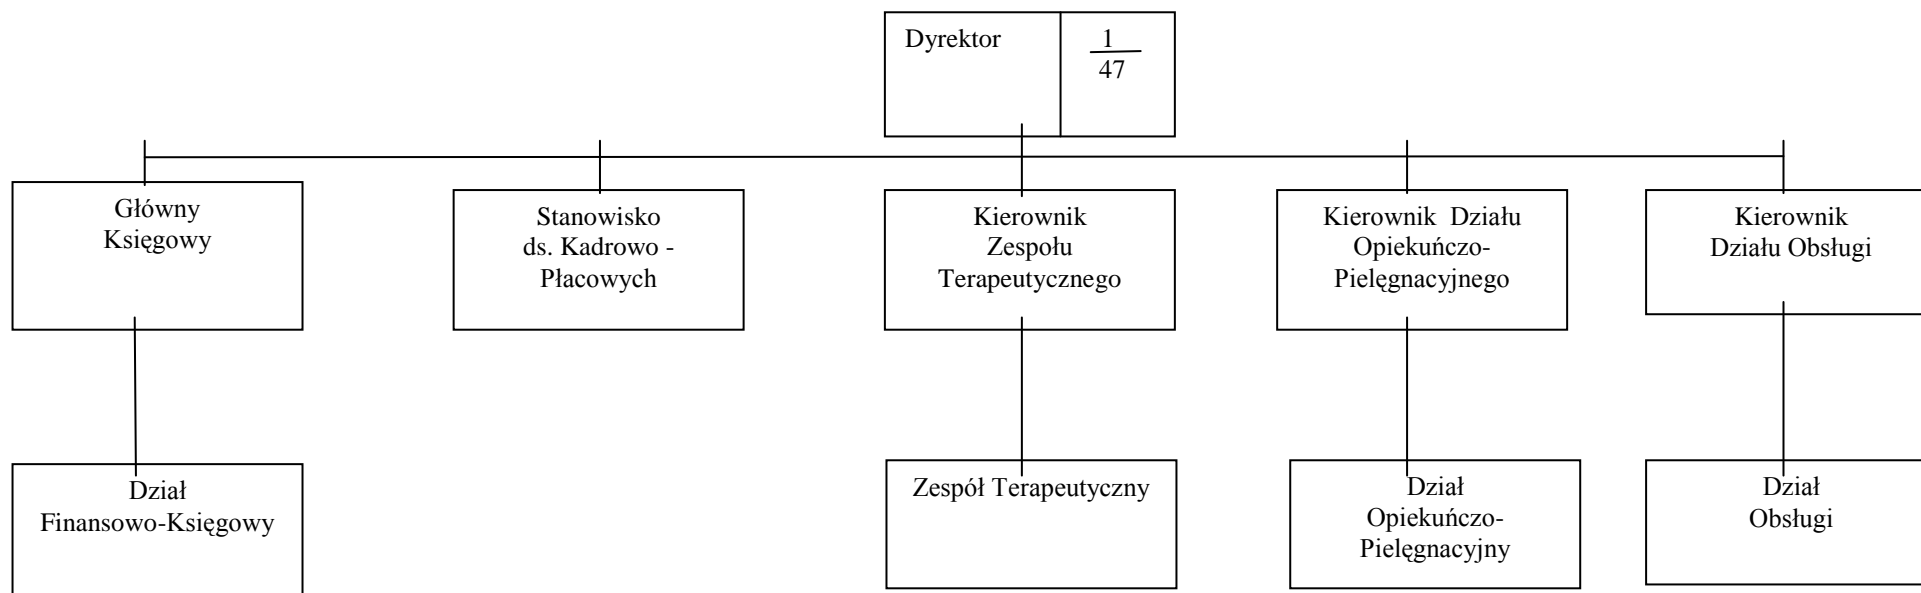 Dyrektor
1
47
Główny
Księgowy
Stanowisko
ds. Kadrowo -
Płacowych
Kierownik
Zespołu
Terapeutycznego
Kierownik Działu
Opiekuńczo-
Pielęgnacyjnego
Kierownik
Działu Obsługi
Dział
Finansowo-Księgowy
Zespół Terapeutyczny
Dział
Opiekuńczo-
Pielęgnacyjny
Dział
Obsługi